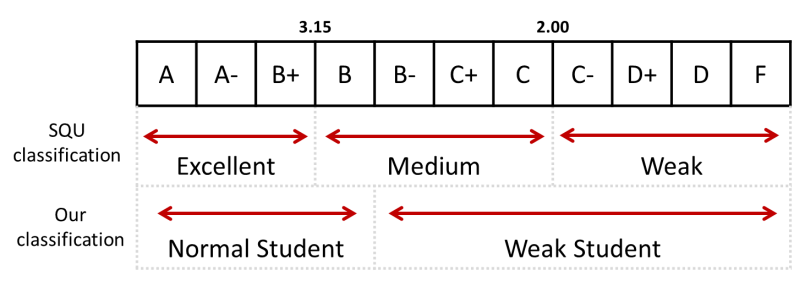 3.15 2.00
A A- B+ B B- C+ C C- D+ D F
SQU
classification
Excellent Medium Weak
Our
classification
Normal Student Weak Student